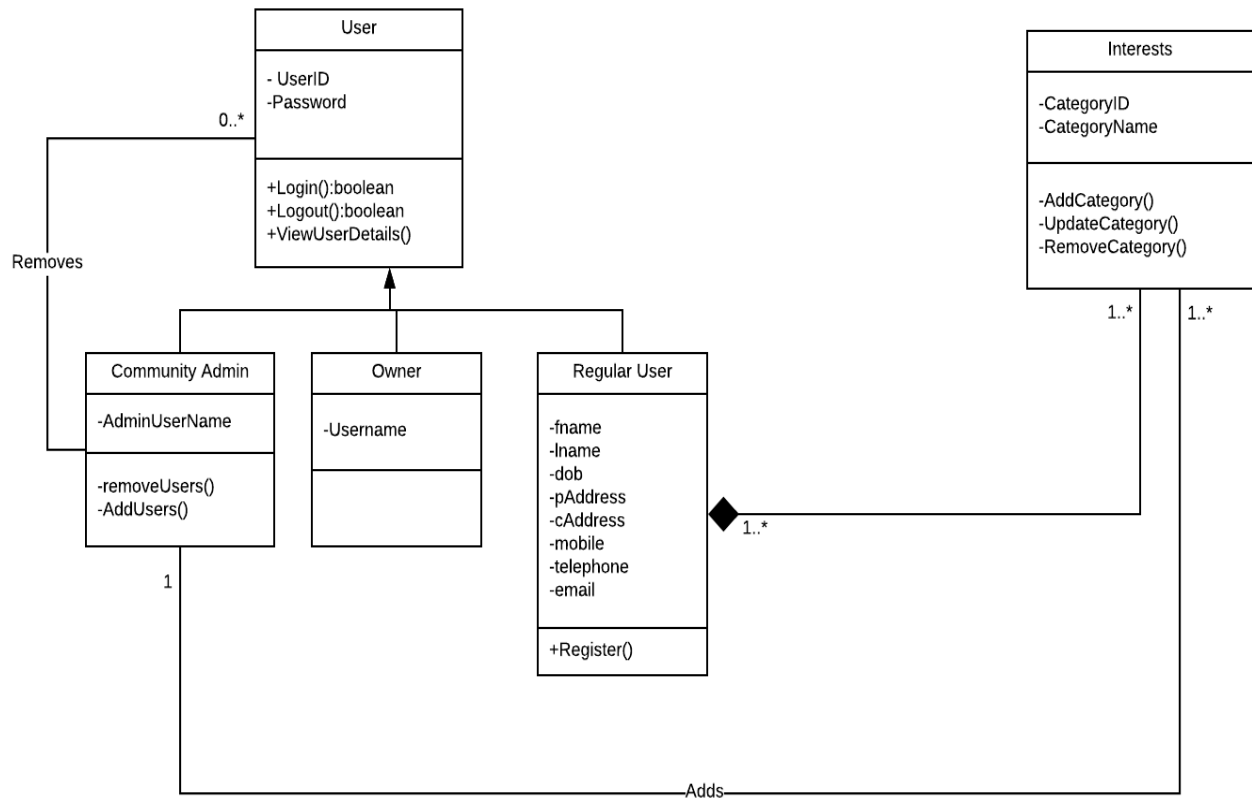 User
- UserID
-Password
+Login():boolean
+Logout():boolean
+ViewUserDetails()
Interests
-CategoryID
-CategoryName
-AddCategory()
-UpdateCategory()
-RemoveCategory()
0..*
Removes
1..*
1..*
Community Admin
-AdminUserName
-removeUsers()
-AddUsers()
Owner
-Username
Regular User
-fname
-lname
-dob
-pAddress
-cAddress
-mobile
-telephone
-email
+Register()
1..*
1
Adds